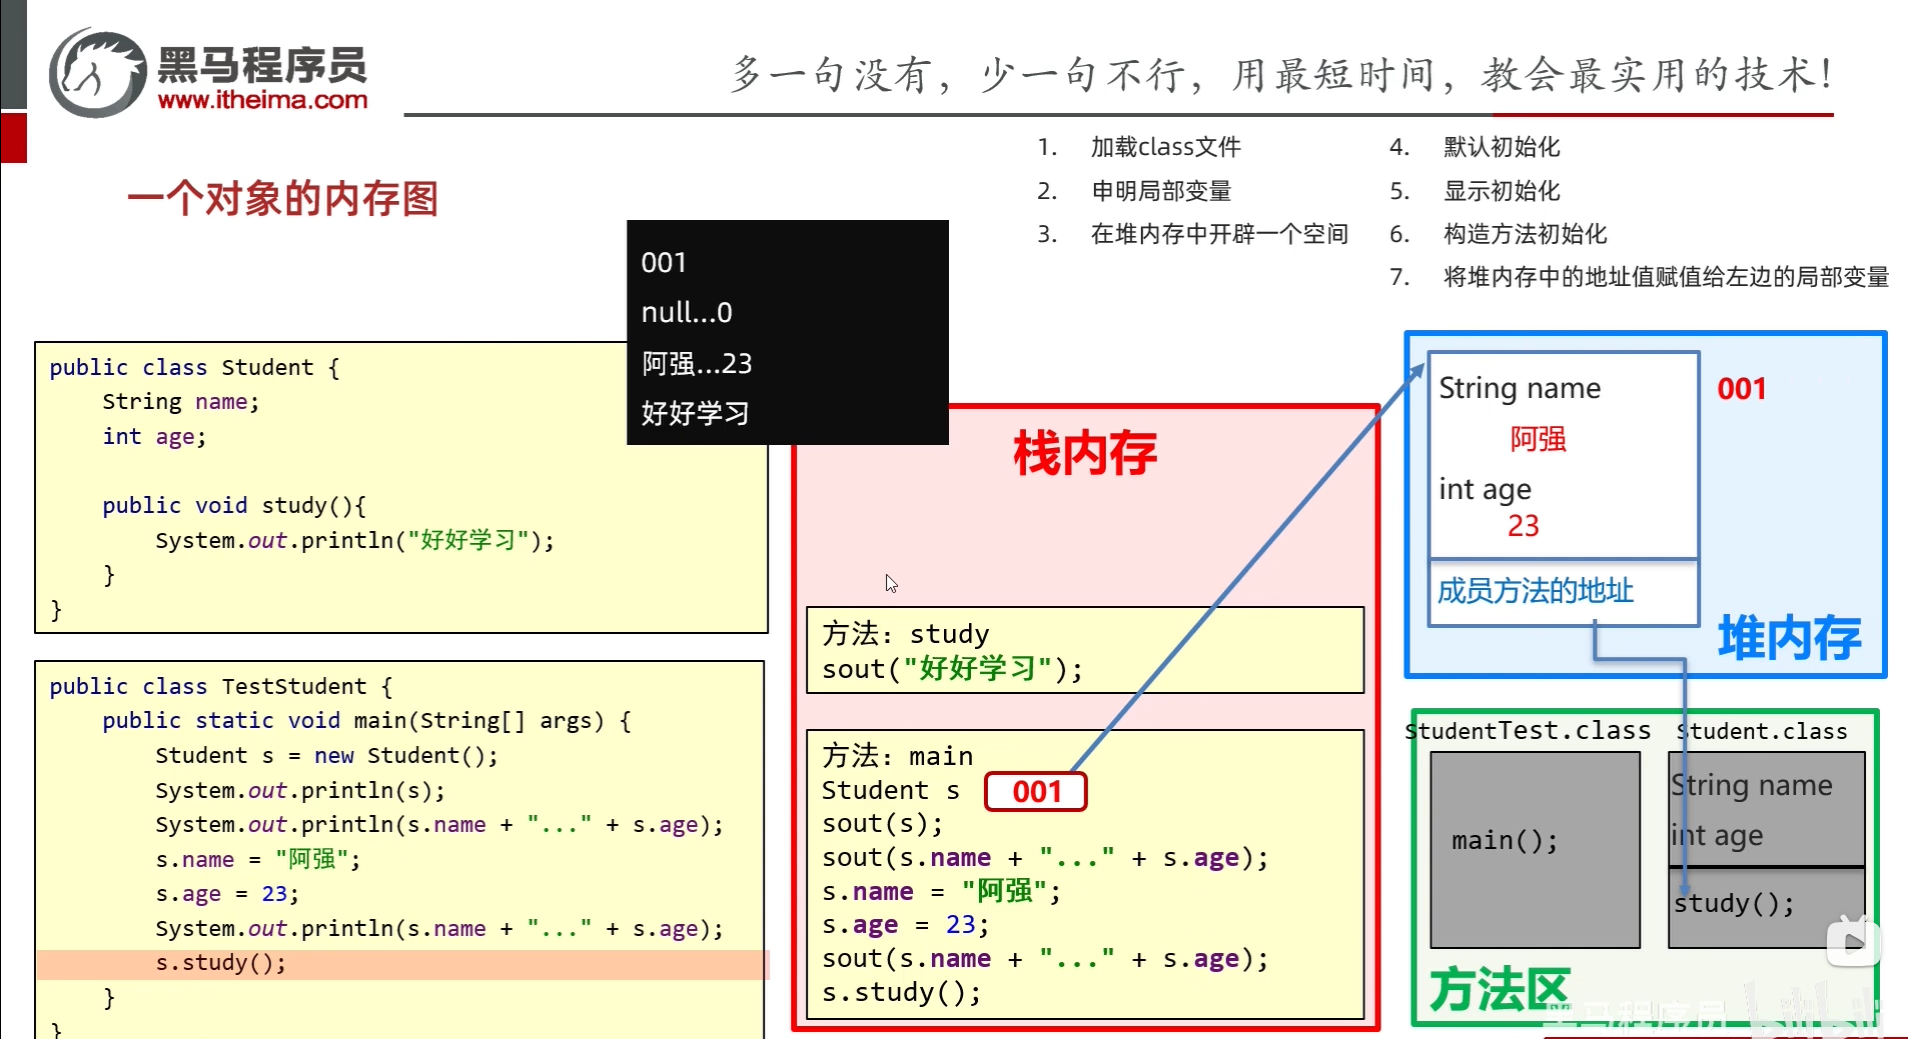 黑马程序员
www.itheima.com
多一句没有，少一句不行，用最短时间，教会最实用的技术！
一个对象的内存图
1. 加载class文件
2. 申明局部变量
3. 在堆内存中开辟一个空间
4. 默认初始化
5. 显示初始化
6. 构造方法初始化
7. 将堆内存中的地址值赋值给左边的局部变量
001
null...0
阿强...23
好好学习
public class Student {
String name;
int age;
public void study(){
System.out.println("好好学习");
}
}
public class TestStudent {
public static void main(String[] args) {
Student s = new Student();
System.out.println(s);
System.out.println(s.name + "..." + s.age);
s.name = "阿强";
s.age = 23;
System.out.println(s.name + "..." + s.age);
s.study();
}
}
栈内存
方法：study
sout("好好学习");
方法：main
Student s 001
sout(s);
sout(s.name + "..." + s.age);
s.name = "阿强";
s.age = 23;
sout(s.name + "..." + s.age);
s.study();
String name
阿强
int age
23
成员方法的地址
001
堆内存
StudentTest.class
main();
Student.class
String name
int age
study();
方法区
黑马程序员
bilibili